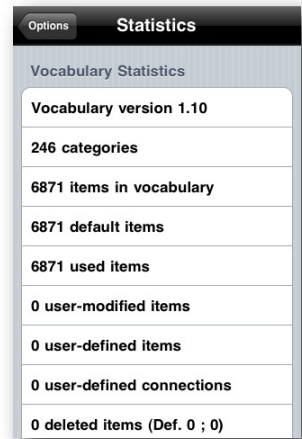 Options
Statistics
Vocabulary Statistics
Vocabulary version 1.10
246 categories
6871 items in vocabulary
6871 default items
6871 used items
0 user-modified items
0 user-defined items
0 user-defined connections
0 deleted items (Def. 0 ; 0)